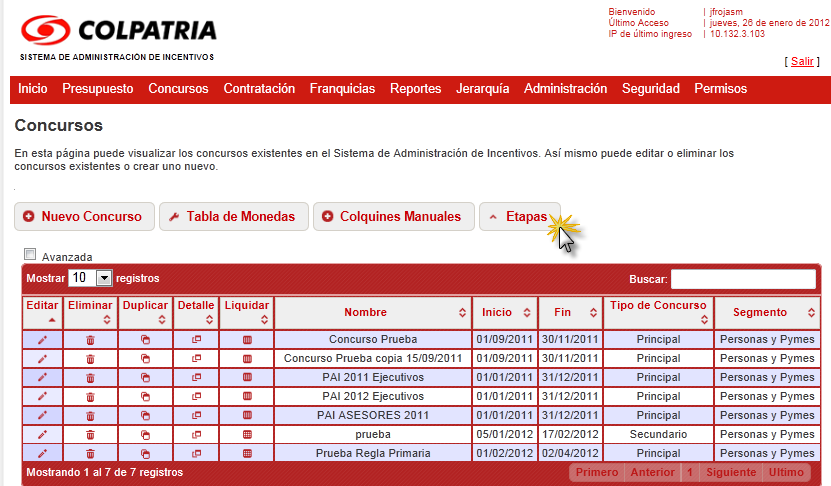 COLPATRIA
SISTEMA DE ADMINISTRACIÓN DE INCENTIVOS
Bienvenido | jfrojasm
Último Acceso | jueves, 26 de enero de 2012
IP de último ingreso | 10.132.3.103
[ Salir ]
Inicio Presupuesto Concursos Contratación Franquicias Reportes Jerarquía Administración Seguridad Permisos
Concursos
En esta página puede visualizar los concursos existentes en el Sistema de Administración de Incentivos. Así mismo puede editar o eliminar los
concursos existentes o crear uno nuevo.
Nuevo Concurso Tabla de Monedas Colquines Manuales Etapas
Avanzada
Mostrar 10 registros Buscar:
Editar Eliminar Duplicar Detalle Liquidar Nombre Inicio Fin Tipo de Concurso Segmento
Concurso Prueba 01/09/2011 30/11/2011 Principal Personas y Pymes
Concurso Prueba copia 15/09/2011 01/09/2011 30/11/2011 Principal Personas y Pymes
PAI 2011 Ejecutivos 01/01/2011 31/12/2011 Principal Personas y Pymes
PAI 2012 Ejecutivos 01/01/2011 31/12/2011 Principal Personas y Pymes
PAI ASESORES 2011 01/01/2011 31/12/2011 Principal Personas y Pymes
prueba 05/01/2012 17/02/2012 Secundario Personas y Pymes
Prueba Regla Primaria 01/02/2012 02/04/2012 Principal Personas y Pymes
Mostrando 1 al 7 de 7 registros Primero Anterior 1 Siguiente Ultimo